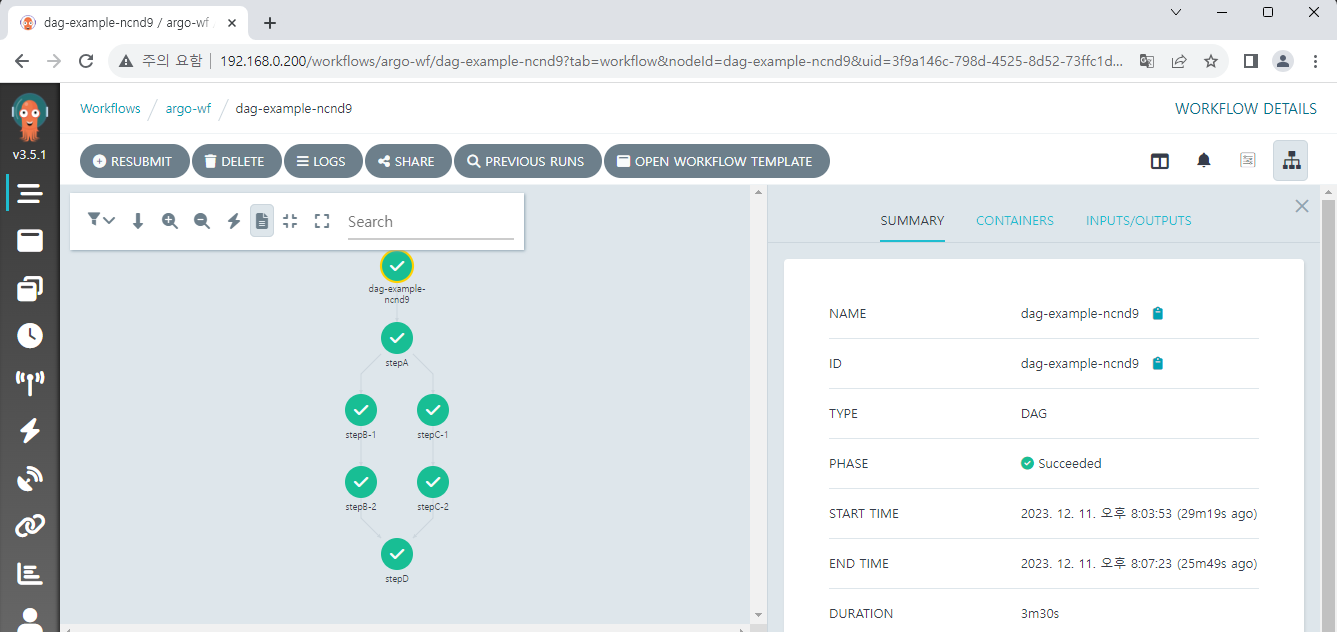 dag-example-ncnd9 / argo-wf
주의 요함
192.168.0.200/workflows/argo-wf/dag-example-ncnd9?tab=workflow&nodeId=dag-example-ncnd9&uid=3f9a146c-798d-4525-8d52-73ffc1d...
v3.5.1
Workflows / argo-wf / dag-example-ncnd9
WORKFLOW DETAILS
RESUBMIT DELETE LOGS SHARE PREVIOUS RUNS OPEN WORKFLOW TEMPLATE
Search
dag-example-
ncnd9
stepA
stepB-1 stepC-1
stepB-2 stepC-2
stepD
SUMMARY CONTAINERS INPUTS/OUTPUTS
NAME dag-example-ncnd9
ID dag-example-ncnd9
TYPE DAG
PHASE Succeeded
START TIME 2023. 12. 11. 오후 8:03:53 (29m19s ago)
END TIME 2023. 12. 11. 오후 8:07:23 (25m49s ago)
DURATION 3m30s